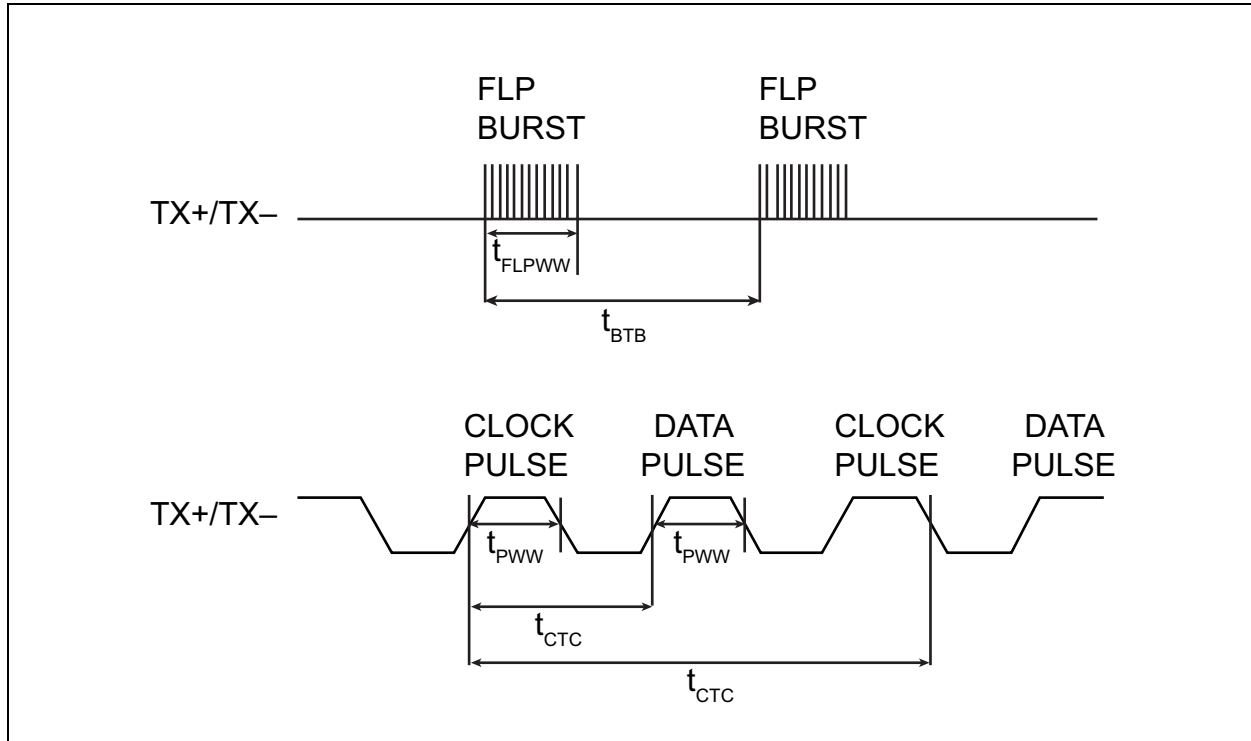 FLP
BURST
FLP
BURST
TX+/TX–
tFLPWW
tBTB
CLOCK
PULSE
DATA
PULSE
CLOCK
PULSE
DATA
PULSE
TX+/TX–
tPWW
tPWW
tCTC
tCTC